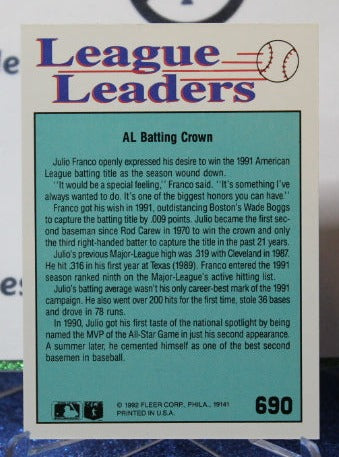 League
Leaders
AL Batting Crown
Julio Franco openly expressed his desire to win the 1991 American
League batting title as the season wound down.
"It would be a special feeling," Franco said. "It's something I've
always wanted to do. It's one of the biggest honors you can have."
Franco got his wish in 1991, outdistancing Boston's Wade Boggs
to capture the batting title by .009 points. Julio became the first sec-
ond baseman since Rod Carew in 1970 to win the crown and only
the third right-handed batter to capture the title in the past 21 years.
Julio's previous Major-League high was .319 with Cleveland in 1987.
He hit .316 in his first year at Texas (1989). Franco entered the 1991
season ranked ninth on the Major-League's active hitting list.
Julio's batting average wasn't his only career-best mark of the 1991
campaign. He also went over 200 hits for the first time, stole 36 bases
and drove in 78 runs.
In 1990, Julio got his first taste of the national spotlight by being
named the MVP of the All-Star Game in just his second appearance.
A summer later, he cemented himself as one of the best second
basemen in baseball.
© 1992 FLEER CORP., PHILA., 19141
PRINTED IN U.S.A.
690